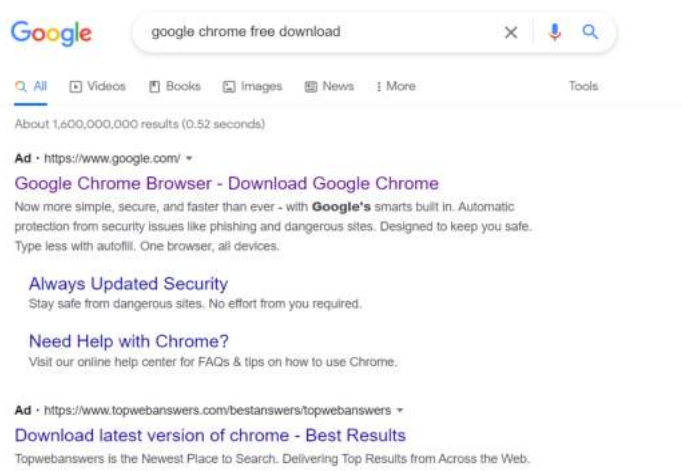 Google
google chrome free download
All Videos Books Images News More Tools
About 1,600,000,000 results (0.52 seconds)
Ad · https://www.google.com/
Google Chrome Browser - Download Google Chrome
Now more simple, secure, and faster than ever - with Google's smarts built in. Automatic
protection from security issues like phishing and dangerous sites. Designed to keep you safe.
Type less with autofill. One browser, all devices.
Always Updated Security
Stay safe from dangerous sites. No effort from you required.
Need Help with Chrome?
Visit our online help center for FAQs & tips on how to use Chrome.
Ad · https://www.topwebanswers.com/bestanswers/topwebanswers
Download latest version of chrome - Best Results
Topwebanswers is the Newest Place to Search. Delivering Top Results from Across the Web.